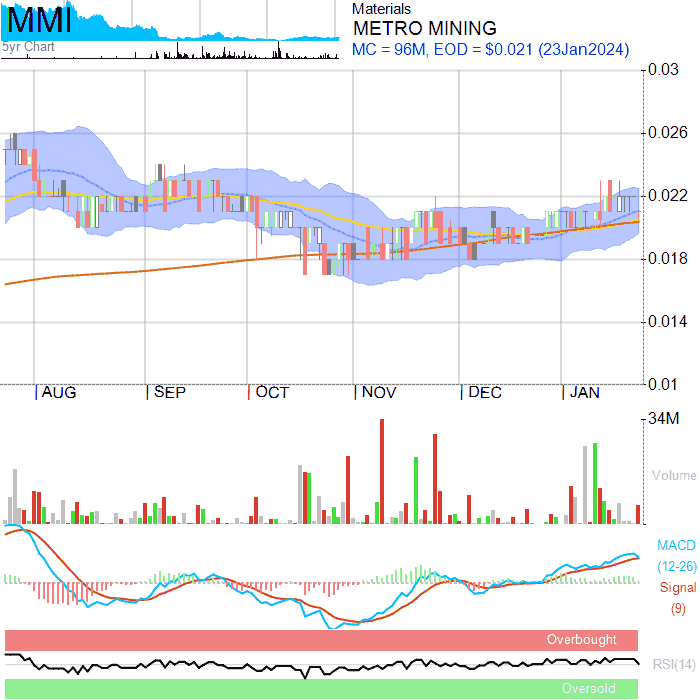 MMI
5yr Chart
Materials
METRO MINING
MC = 96M, EOD = $0.021 (23Jan2024)
0.03
0.026
0.022
0.018
0.014
0.01
AUG SEP OCT NOV DEC JAN
34M
Volume
MACD
(12-26)
Signal
(9)
Overbought
RSI(14)
Oversold